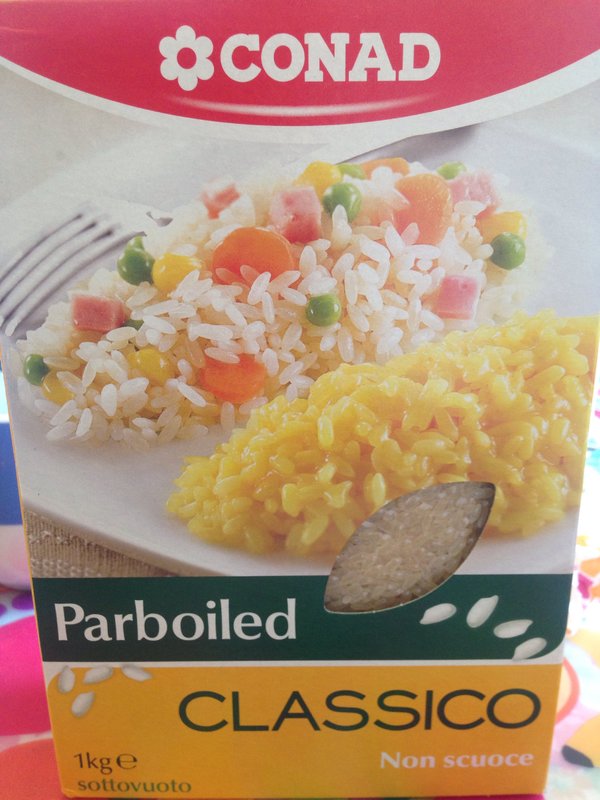 CONAD
Parboiled
CLASSICO
1kg ℮
sottovuoto
Non scuoce